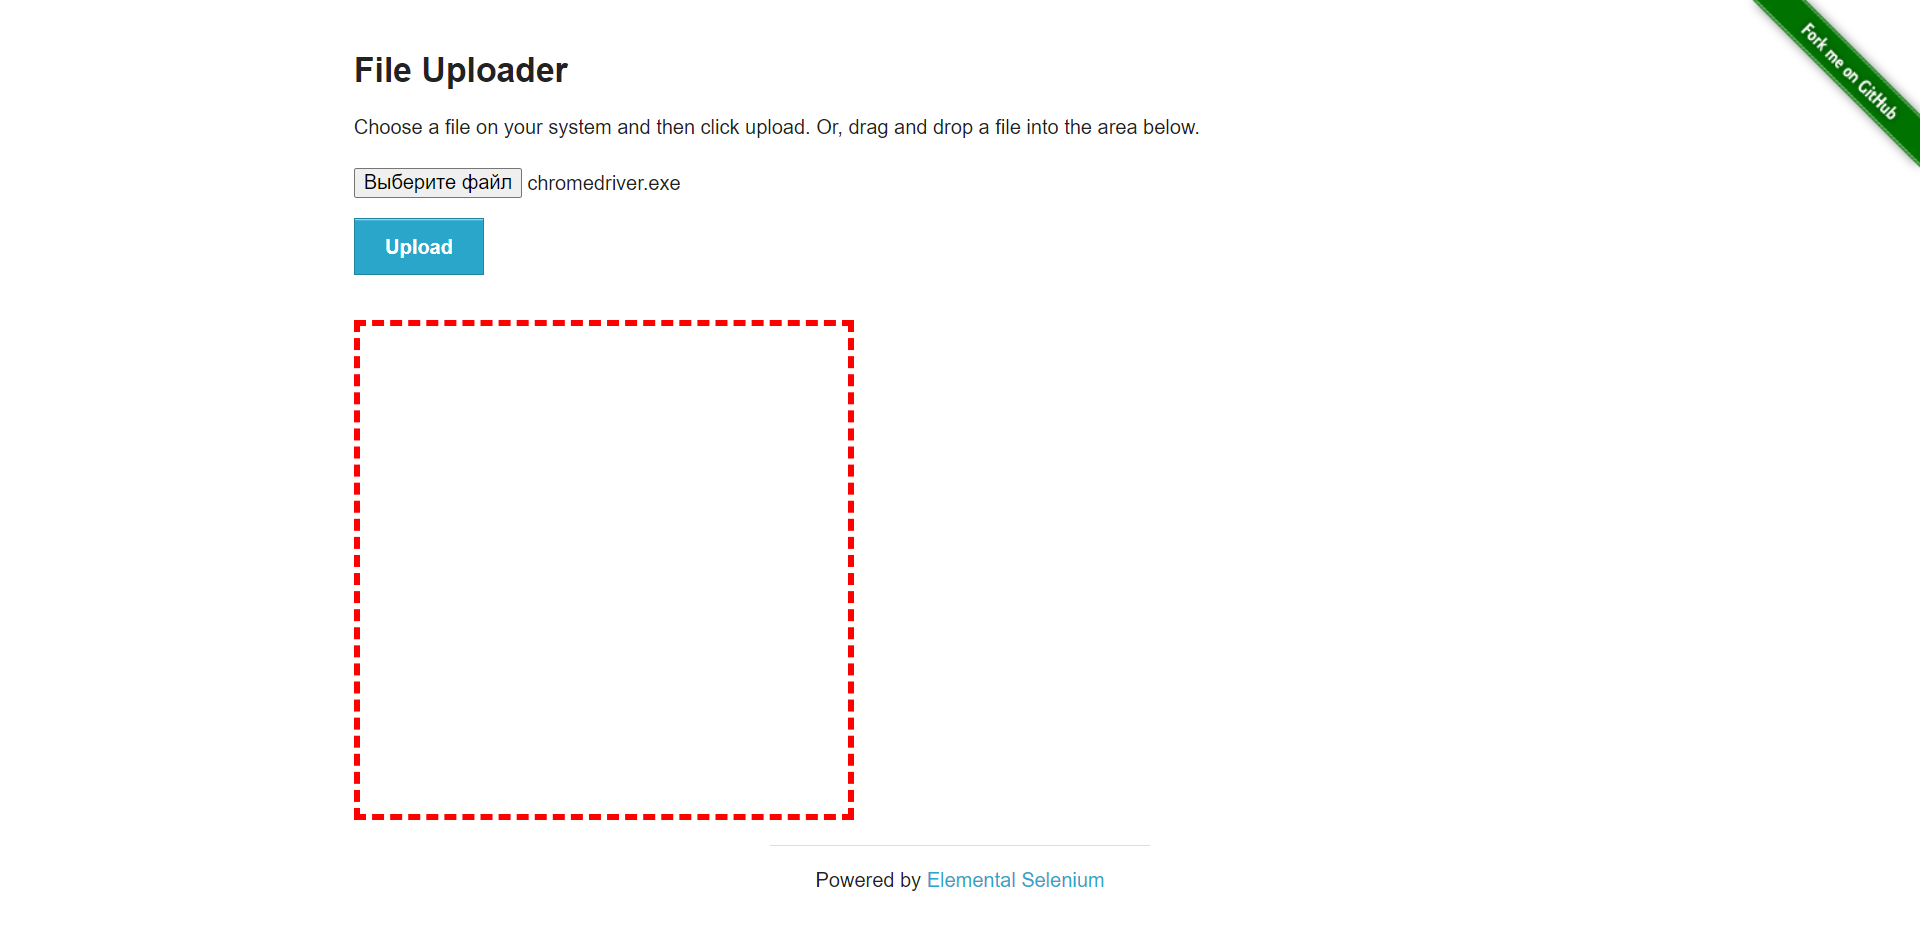 Fork me on GitHub
File Uploader
Choose a file on your system and then click upload. Or, drag and drop a file into the area below.
Выберите файл chromedriver.exe
Upload
Powered by Elemental Selenium